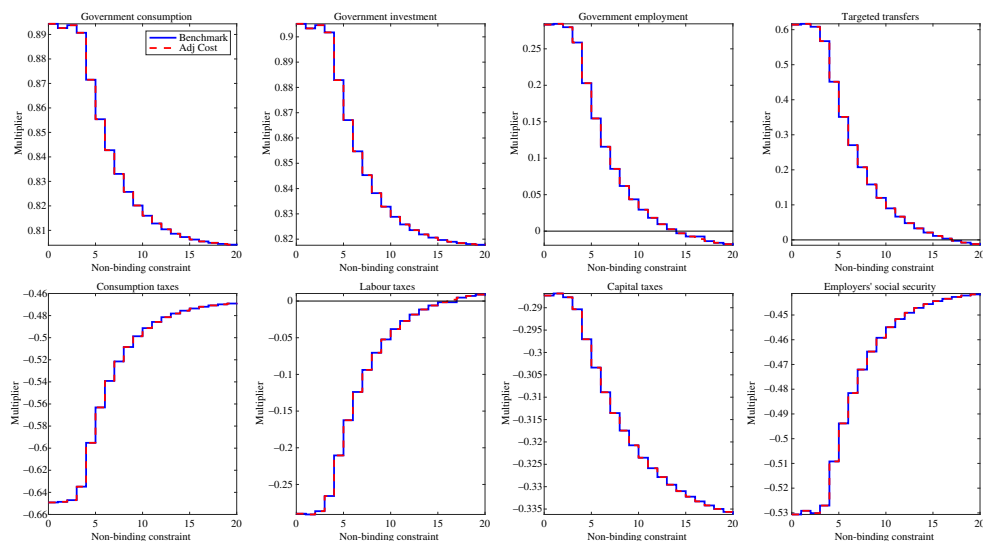 Government consumption
0.89
0.88
0.87
0.86
0.85
0.84
0.83
0.82
0.81
Multiplier
0 5 10 15 20
Non-binding constraint
Benchmark
Adj Cost
Government investment
0.9
0.89
0.88
0.87
0.86
0.85
0.84
0.83
0.82
Multiplier
0 5 10 15 20
Non-binding constraint
Government employment
0.25
0.2
0.15
0.1
0.05
0
Multiplier
0 5 10 15 20
Non-binding constraint
Targeted transfers
0.6
0.5
0.4
0.3
0.2
0.1
0
Multiplier
0 5 10 15 20
Non-binding constraint
Consumption taxes
−0.46
−0.48
−0.5
−0.52
−0.54
−0.56
−0.58
−0.6
−0.62
−0.64
−0.66
Multiplier
0 5 10 15 20
Non-binding constraint
Labour taxes
0
−0.05
−0.1
−0.15
−0.2
−0.25
Multiplier
0 5 10 15 20
Non-binding constraint
Capital taxes
−0.29
−0.295
−0.3
−0.305
−0.31
−0.315
−0.32
−0.325
−0.33
−0.335
Multiplier
0 5 10 15 20
Non-binding constraint
Employers' social security
−0.45
−0.46
−0.47
−0.48
−0.49
−0.5
−0.51
−0.52
−0.53
Multiplier
0 5 10 15 20
Non-binding constraint